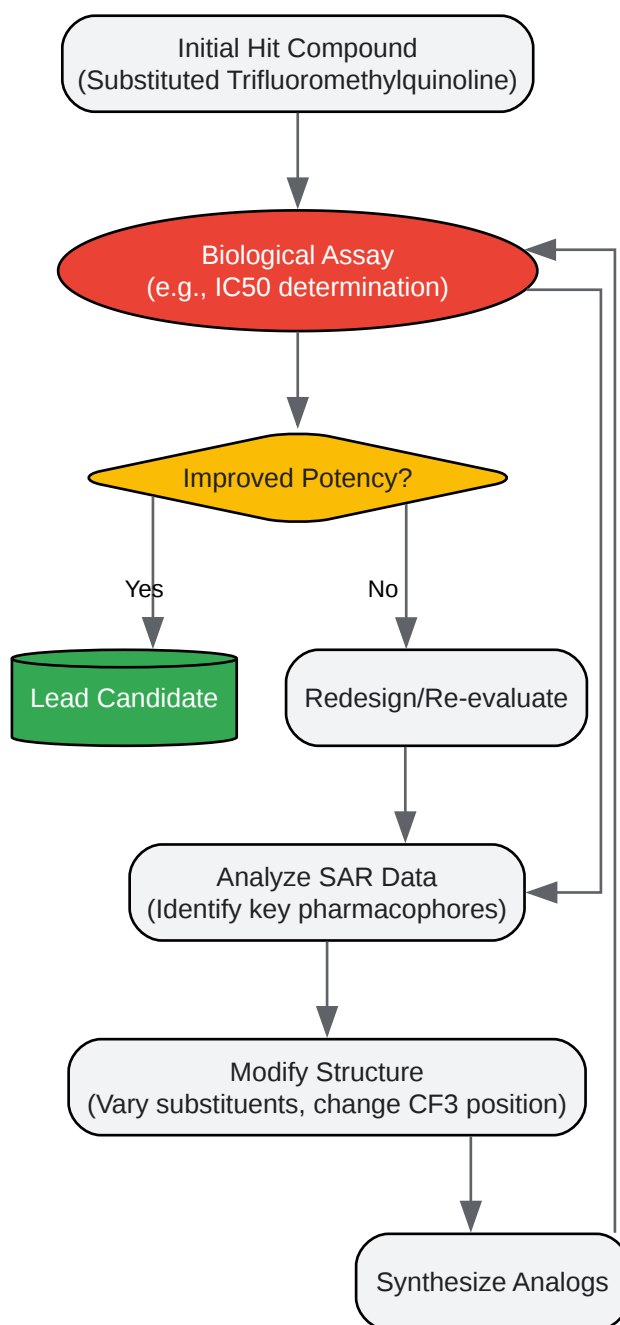 Initial Hit Compound
(Substituted Trifluoromethylquinoline)
Biological Assay
(e.g., IC50 determination)
Improved Potency?
Yes
No
Lead Candidate
Redesign/Re-evaluate
Analyze SAR Data
(Identify key pharmacophores)
Modify Structure
(Vary substituents, change CF3 position)
Synthesize Analogs